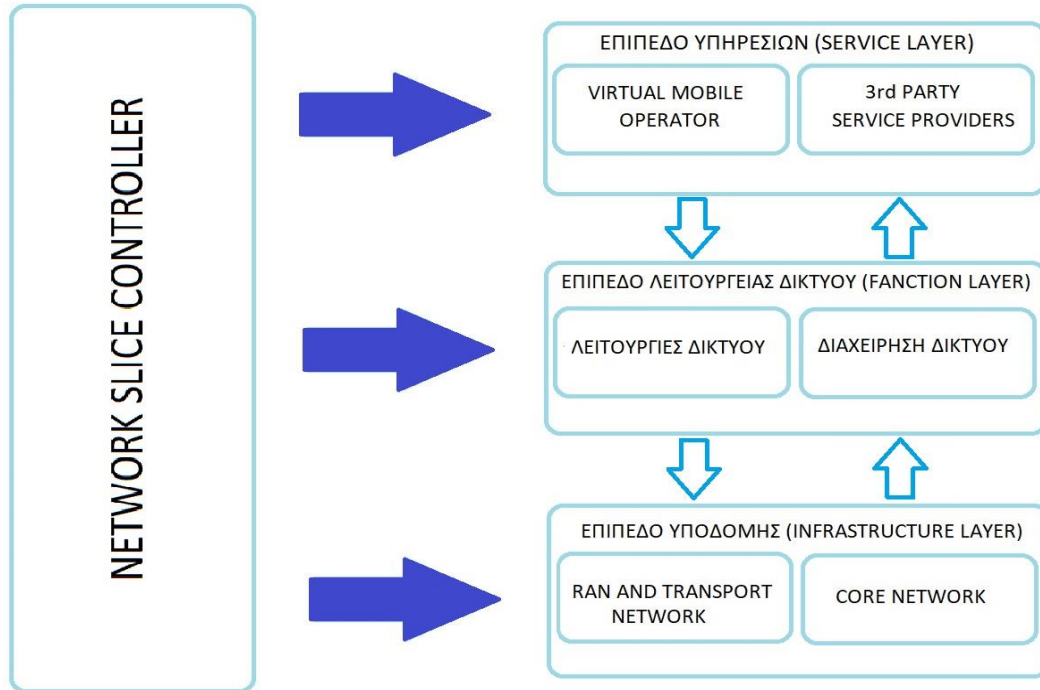 NETWORK SLICE CONTROLLER
ΕΠΙΠΕΔΟ ΥΠΗΡΕΣΙΩΝ (SERVICE LAYER)
VIRTUAL MOBILE
OPERATOR
3rd PARTY
SERVICE PROVIDERS
ΕΠΙΠΕΔΟ ΛΕΙΤΟΥΡΓΕΙΑΣ ΔΙΚΤΥΟΥ (FANCTION LAYER)
ΛΕΙΤΟΥΡΓΙΕΣ ΔΙΚΤΥΟΥ
ΔΙΑΧΕΙΡΗΣΗ ΔΙΚΤΥΟΥ
ΕΠΙΠΕΔΟ ΥΠΟΔΟΜΗΣ (INFRASTRUCTURE LAYER)
RAN AND TRANSPORT
NETWORK
CORE NETWORK